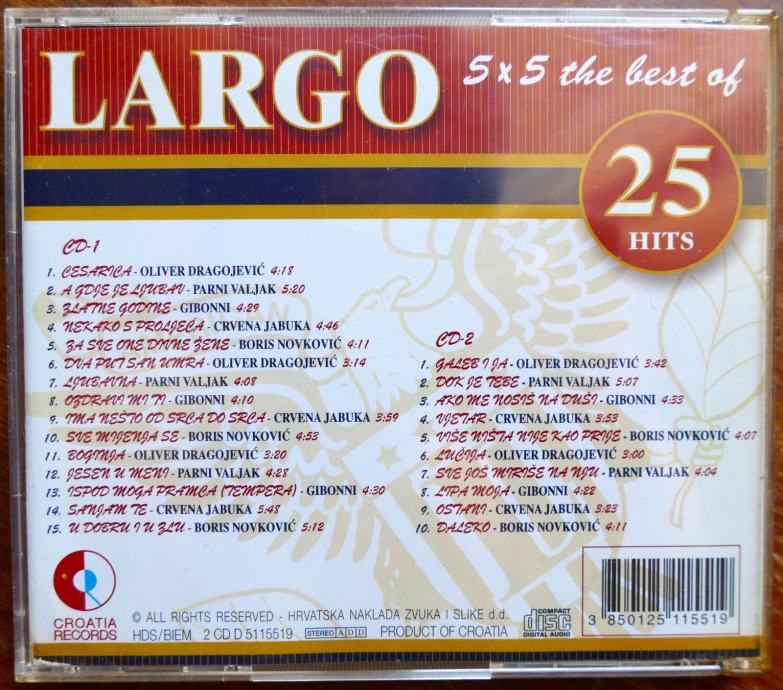 LARGO
5 x 5 the best of
25
HITS
CD-1
1. CESARICA - OLIVER DRAGOJEVIĆ 4:18
2. A GDJE JE LJUBAV - PARNI VALJAK 5:20
3. ZLATNE GODINE - GIBONNI 4:29
4. NEKAKO S PROLJEĆA - CRVENA JABUKA 4:46
5. ZA SVE ONE DIVNE ŽENE - BORIS NOVKOVIĆ 4:11
6. DVA PUT SAN UMRA - OLIVER DRAGOJEVIĆ 3:14
7. LJUBAVNA - PARNI VALJAK 4:08
8. OZDRAVI MI TI - GIBONNI 4:10
9. IMA NEŠTO OD SRCA DO SRCA - CRVENA JABUKA 3:59
10. SVE MIJENJA SE - BORIS NOVKOVIĆ 4:53
11. BOGINJA - OLIVER DRAGOJEVIĆ 3:20
12. JESEN U MENI - PARNI VALJAK 4:28
13. ISPOD MOGA PRAMCA (TEMPERA) - GIBONNI 4:30
14. SANJAM TE - CRVENA JABUKA 5:48
15. U DOBRU I U ZLU - BORIS NOVKOVIĆ 5:12
CD-2
1. GALEB I JA - OLIVER DRAGOJEVIĆ 3:42
2. DOK JE TEBE - PARNI VALJAK 5:07
3. AKO ME NOSIŠ NA DUŠI - GIBONNI 4:33
4. VJETAR - CRVENA JABUKA 3:53
5. VIŠE NIŠTA NIJE KAO PRIJE - BORIS NOVKOVIĆ 4:07
6. LUCIJA - OLIVER DRAGOJEVIĆ 3:00
7. SVE JOŠ MIRIŠE NA NJU - PARNI VALJAK 4:04
8. LIPA MOJA - GIBONNI 4:22
9. OSTANI - CRVENA JABUKA 3:23
10. DALEKO - BORIS NOVKOVIĆ 4:11
CROATIA
RECORDS
© ALL RIGHTS RESERVED - HRVATSKA NAKLADA ZVUKA I SLIKE d.d.
HDS/BIEM 2 CD D 5115519 STEREO A D D PRODUCT OF CROATIA
COMPACT
disc
DIGITAL AUDIO
3 850125 115519